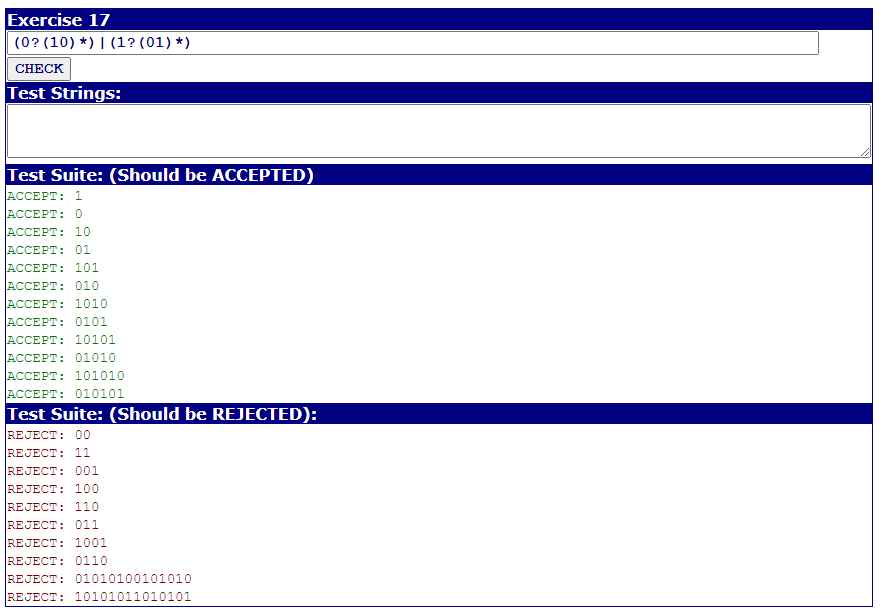 Exercise 17
(0?(10)*)|(1?(01)*)
CHECK
Test Strings:
Test Suite: (Should be ACCEPTED)
ACCEPT: 1
ACCEPT: 0
ACCEPT: 10
ACCEPT: 01
ACCEPT: 101
ACCEPT: 010
ACCEPT: 1010
ACCEPT: 0101
ACCEPT: 10101
ACCEPT: 01010
ACCEPT: 101010
ACCEPT: 010101
Test Suite: (Should be REJECTED):
REJECT: 00
REJECT: 11
REJECT: 001
REJECT: 100
REJECT: 110
REJECT: 011
REJECT: 1001
REJECT: 0110
REJECT: 01010100101010
REJECT: 10101011010101